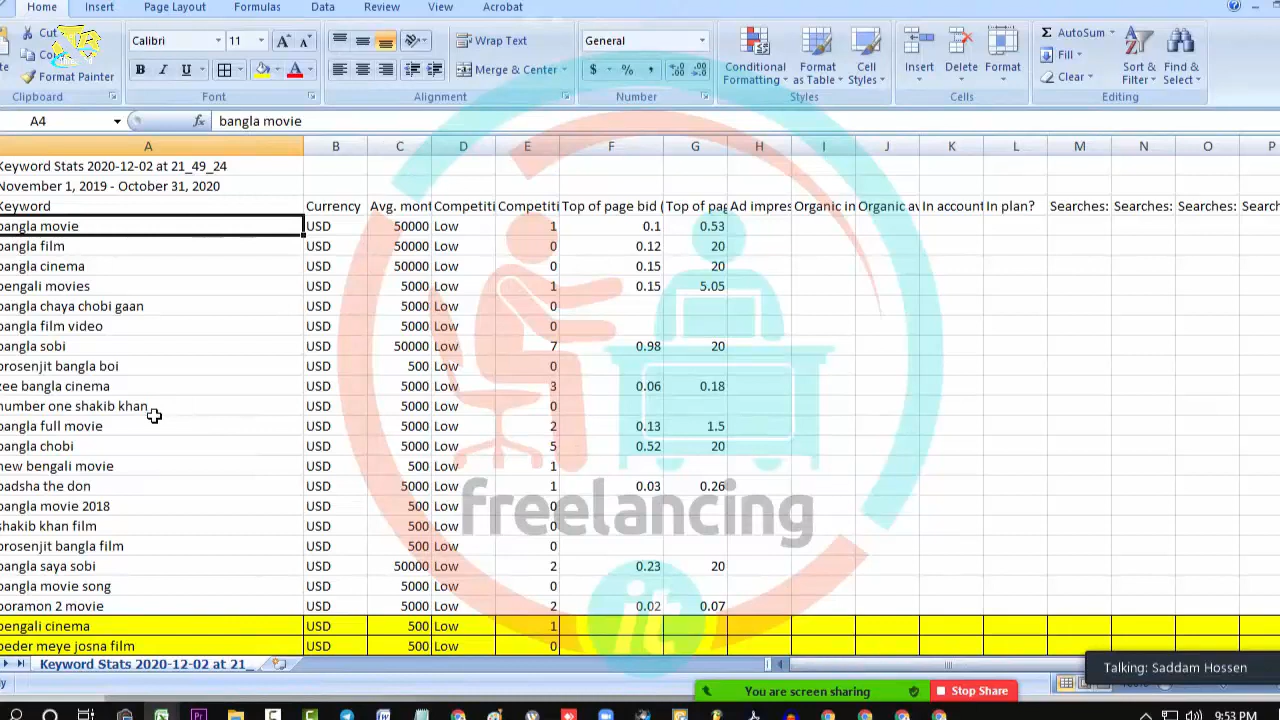 Home Insert Page Layout Formulas Data Review View Acrobat
Cut
Format Painter
Calibri 11
Wrap Text
Merge & Center
General
Conditional Formatting
Format as Table
Cell Styles
Insert
Delete
Format
AutoSum
Fill
Clear
Sort & Filter
Find & Select
Clipboard Font Alignment Number Styles Cells Editing
A4 fx bangla movie
A B C D E F G H I J K L M N O P
Keyword Stats 2020-12-02 at 21_49_24
November 1, 2019 - October 31, 2020
Keyword Currency Avg. mont Competiti Competiti Top of page bid ( Top of pag Ad impres Organic in Organic av In account In plan? Searches: Searches: Searches: Search
bangla movie USD 50000 Low 1 0.1 0.53
bangla film USD 50000 Low 0 0.12 20
bangla cinema USD 50000 Low 0 0.15 20
bengali movies USD 5000 Low 1 0.15 5.05
bangla chaya chobi gaan USD 5000 Low 0
bangla film video USD 5000 Low 0
bangla sobi USD 50000 Low 7 0.98 20
prosenjit bangla boi USD 500 Low 0
zee bangla cinema USD 5000 Low 3 0.06 0.18
number one shakib khan USD 5000 Low 0
bangla full movie USD 5000 Low 2 0.13 1.5
bangla chobi USD 5000 Low 5 0.52 20
new bengali movie USD 500 Low 1
badsha the don USD 5000 Low 1 0.03 0.26
bangla movie 2018 USD 500 Low 0
shakib khan film USD 500 Low 0
prosenjit bangla film USD 500 Low 0
bangla saya sobi USD 50000 Low 2 0.23 20
bangla movie song USD 5000 Low 0
poramon 2 movie USD 5000 Low 2 0.02 0.07
bengali cinema USD 500 Low 1
beder meye josna film USD 500 Low 0
freelancing
it
Keyword Stats 2020-12-02 at 21_
Talking: Saddam Hossen
You are screen sharing Stop Share
9:53 PM